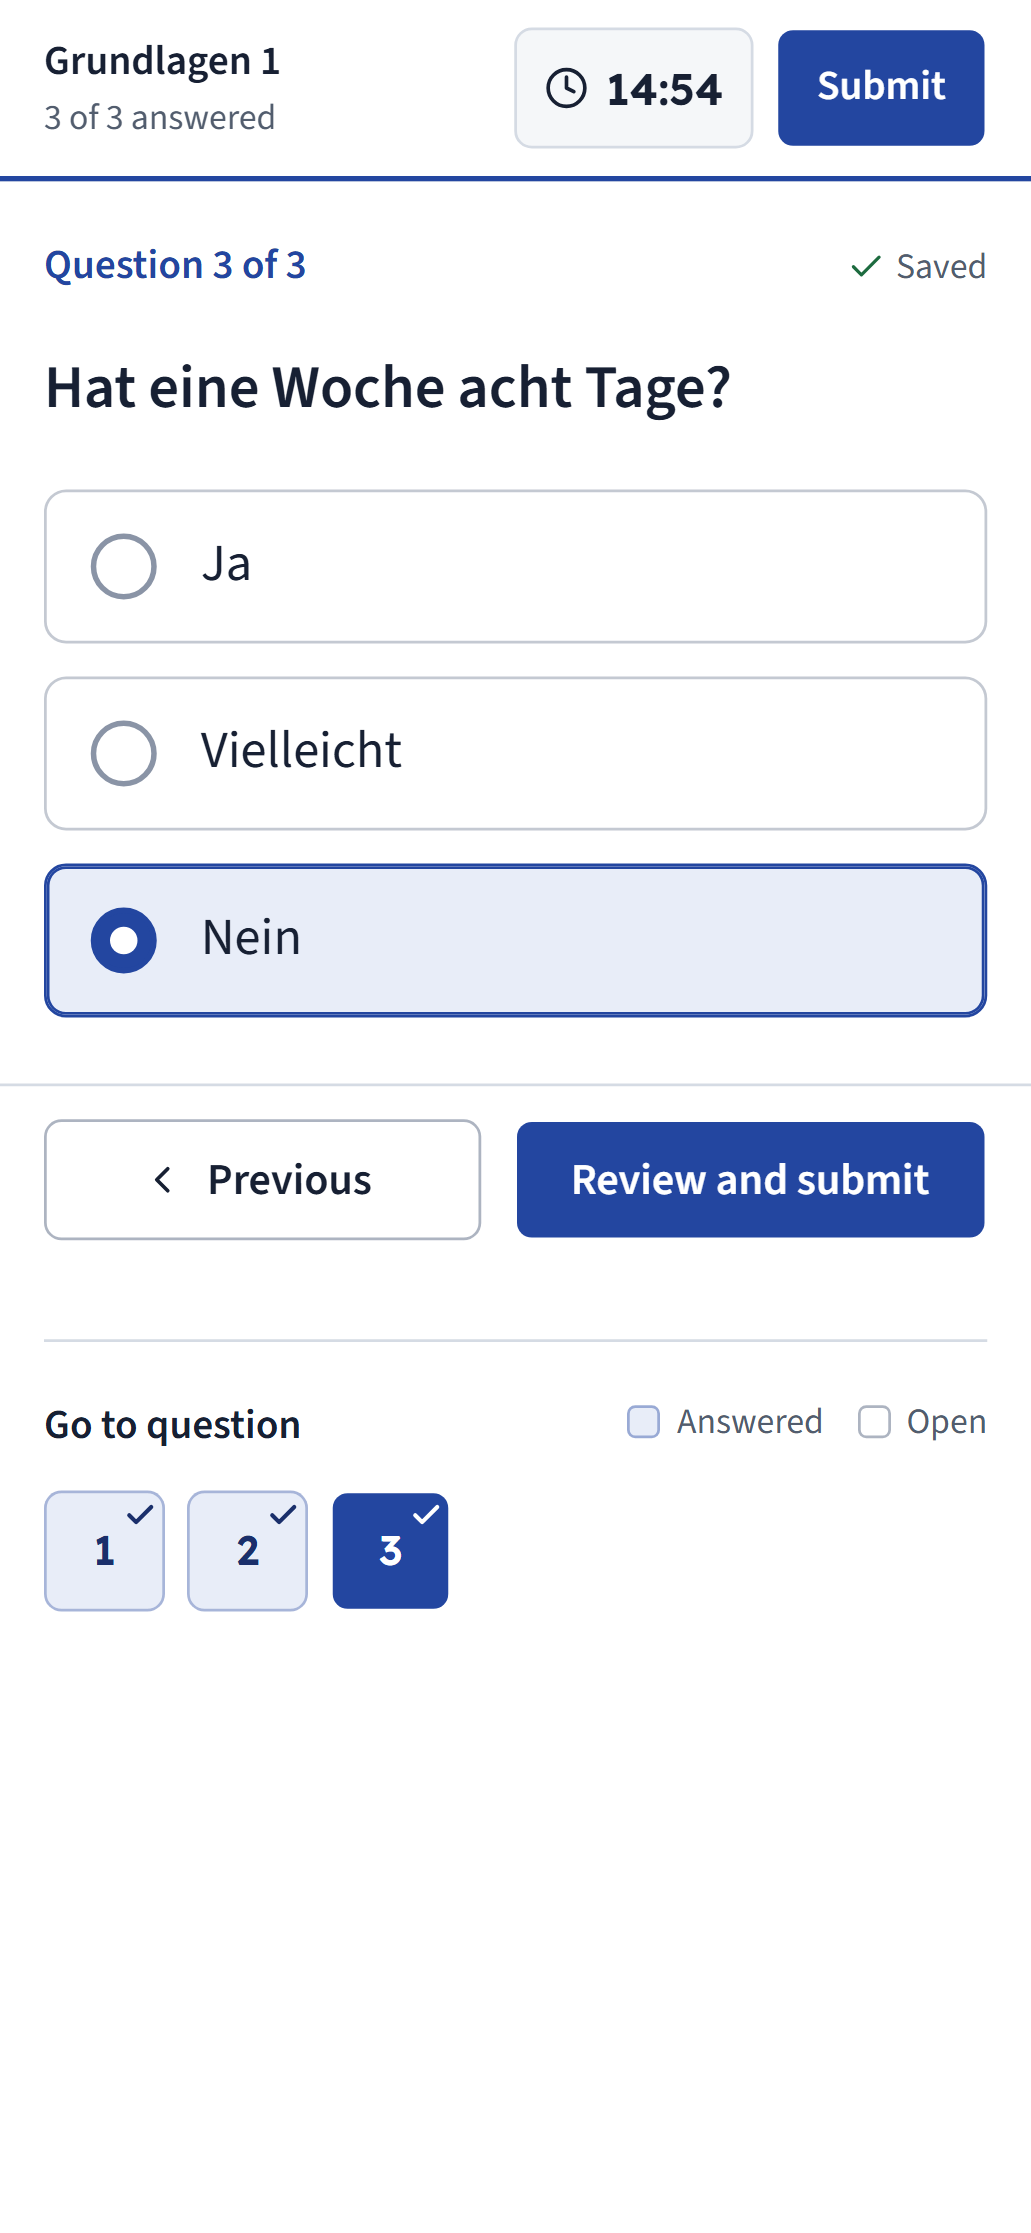 Grundlagen 1
3 of 3 answered
14:54
Submit
Question 3 of 3
Saved
Hat eine Woche acht Tage?
Ja
Vielleicht
Nein
Previous
Review and submit
Go to question
Answered
Open
1
2
3